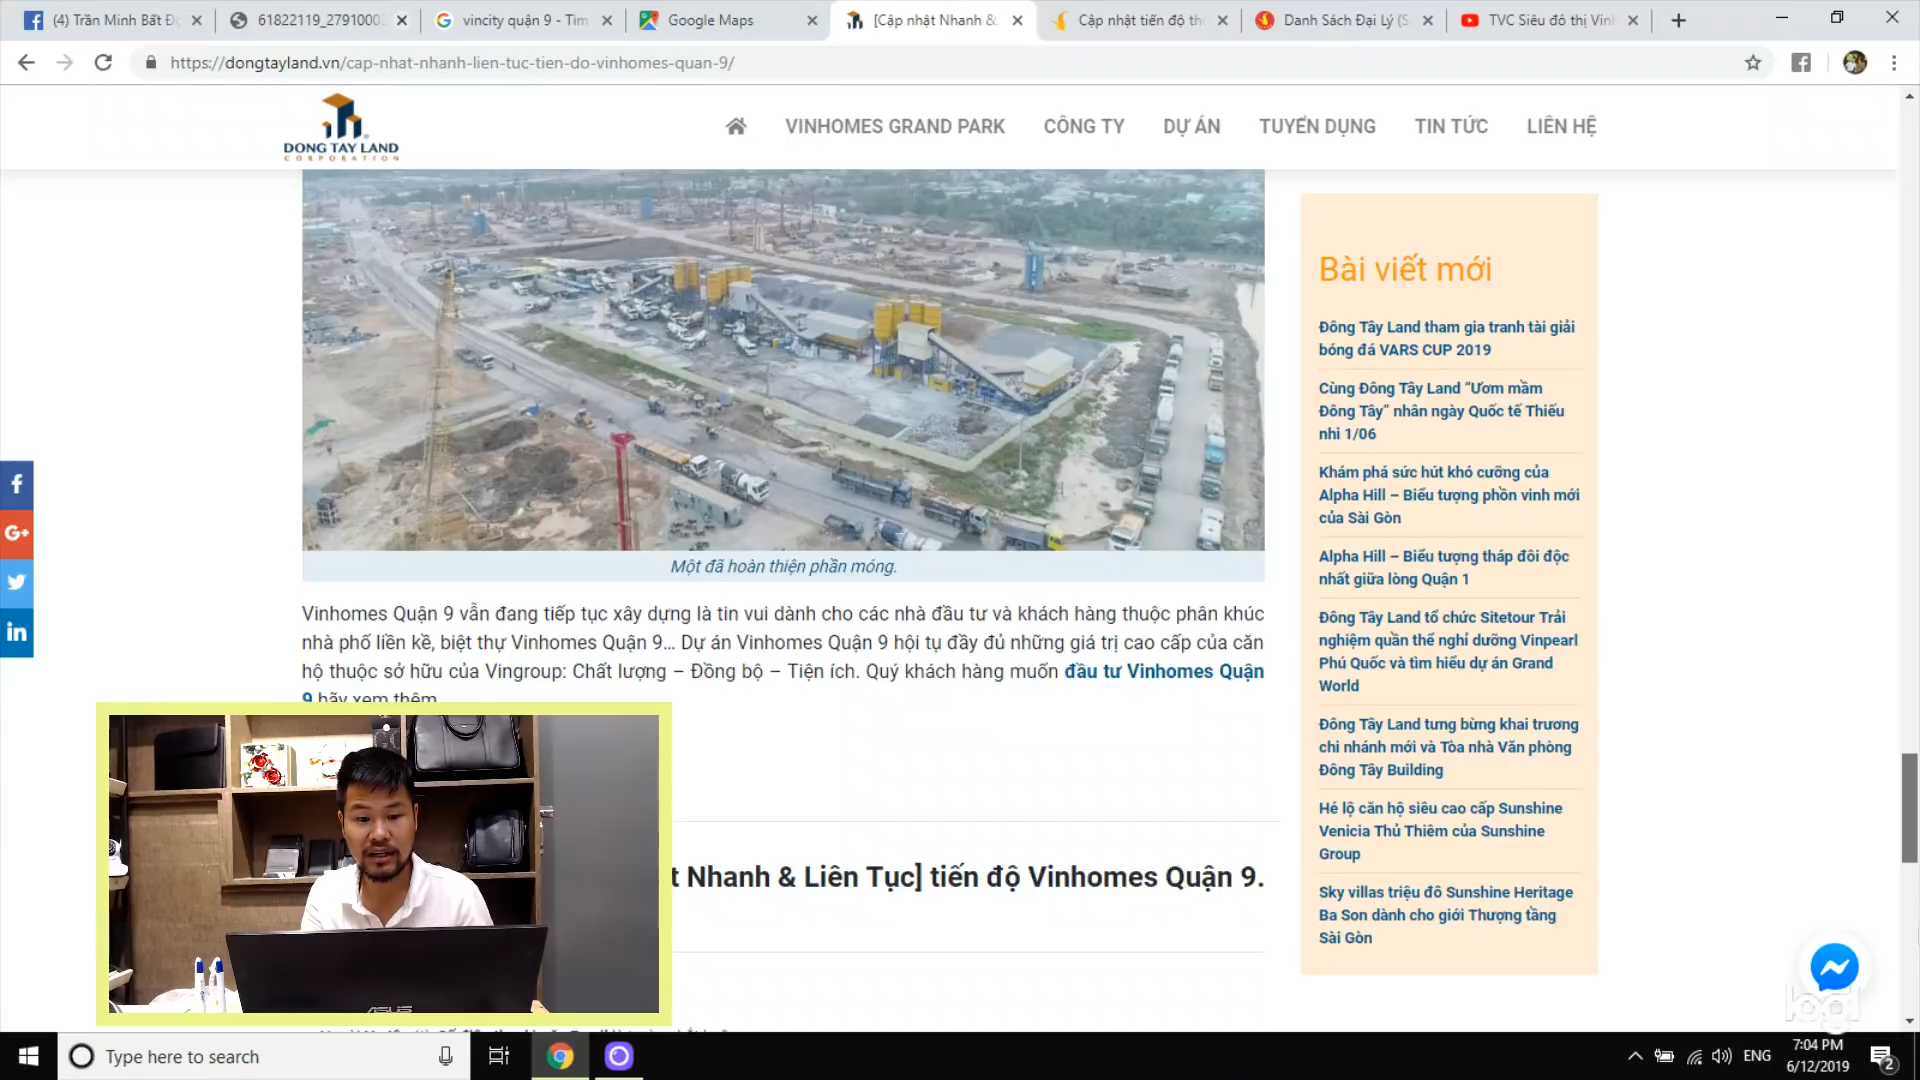 (4) Trần Minh Bất Đ
61822119_2791000
vincity quận 9 - Tìm
Google Maps
[Cập nhật Nhanh &
Cập nhật tiến độ th
Danh Sách Đại Lý (S
TVC Siêu đô thị Vin
https://dongtayland.vn/cap-nhat-nhanh-lien-tuc-tien-do-vinhomes-quan-9/
DONG TAY LAND
CORPORATION
VINHOMES GRAND PARK
CÔNG TY
DỰ ÁN
TUYỂN DỤNG
TIN TỨC
LIÊN HỆ
Một đã hoàn thiện phần móng.
Vinhomes Quận 9 vẫn đang tiếp tục xây dựng là tin vui dành cho các nhà đầu tư và khách hàng thuộc phân khúc
nhà phố liền kề, biệt thự Vinhomes Quận 9... Dự án Vinhomes Quận 9 hội tụ đầy đủ những giá trị cao cấp của căn
hộ thuộc sở hữu của Vingroup: Chất lượng – Đồng bộ – Tiện ích. Quý khách hàng muốn đầu tư Vinhomes Quận
9 hãy xem thêm
t Nhanh & Liên Tục] tiến độ Vinhomes Quận 9.
Bài viết mới
Đông Tây Land tham gia tranh tài giải
bóng đá VARS CUP 2019
Cùng Đông Tây Land “Ươm mầm
Đông Tây” nhân ngày Quốc tế Thiếu
nhi 1/06
Khám phá sức hút khó cưỡng của
Alpha Hill – Biểu tượng phồn vinh mới
của Sài Gòn
Alpha Hill – Biểu tượng tháp đôi độc
nhất giữa lòng Quận 1
Đông Tây Land tổ chức Sitetour Trải
nghiệm quần thể nghỉ dưỡng Vinpearl
Phú Quốc và tìm hiểu dự án Grand
World
Đông Tây Land tưng bừng khai trương
chi nhánh mới và Tòa nhà Văn phòng
Đông Tây Building
Hé lộ căn hộ siêu cao cấp Sunshine
Venicia Thủ Thiêm của Sunshine
Group
Sky villas triệu đô Sunshine Heritage
Ba Son dành cho giới Thượng tầng
Sài Gòn
G+
in
ASUS
logi
Type here to search
ENG
7:04 PM
6/12/2019
2